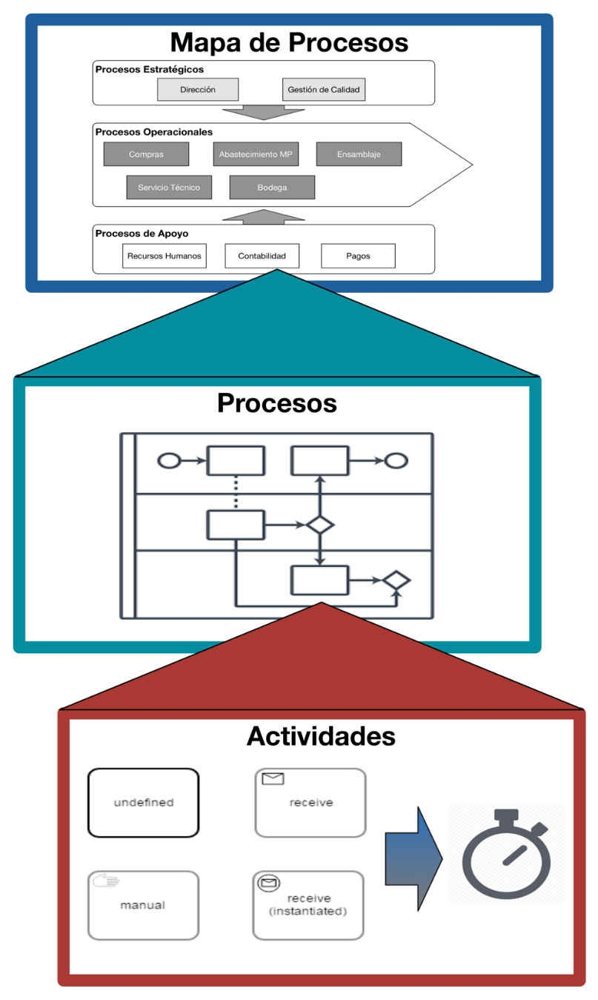 Mapa de Procesos
Procesos Estratégicos
Dirección
Gestión de Calidad
Procesos Operacionales
Compras
Abastecimiento MP
Ensamblaje
Servicio Técnico
Bodega
Procesos de Apoyo
Recursos Humanos
Contabilidad
Pagos
Procesos
Actividades
undefined
receive
manual
receive
(instantiated)